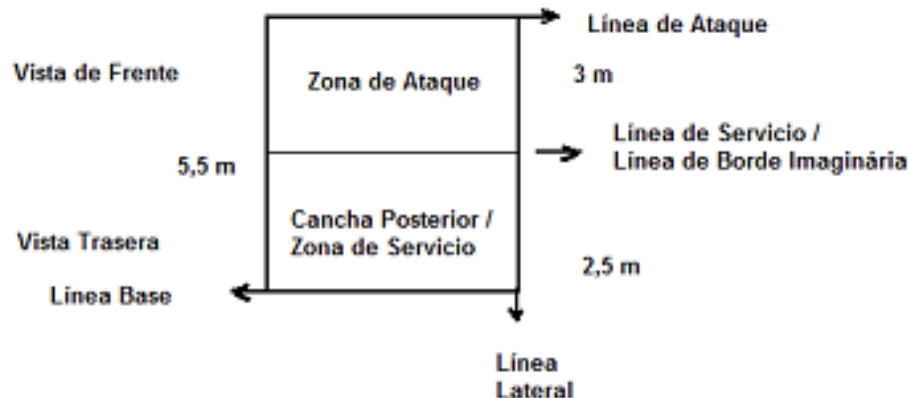 Línea de Ataque
Vista de Frente
Zona de Ataque
3 m
Línea de Servicio /
Línea de Borde Imaginária
5,5 m
Cancha Posterior /
Zona de Servicio
Vista Trasera
2,5 m
Línea Base
Línea
Lateral